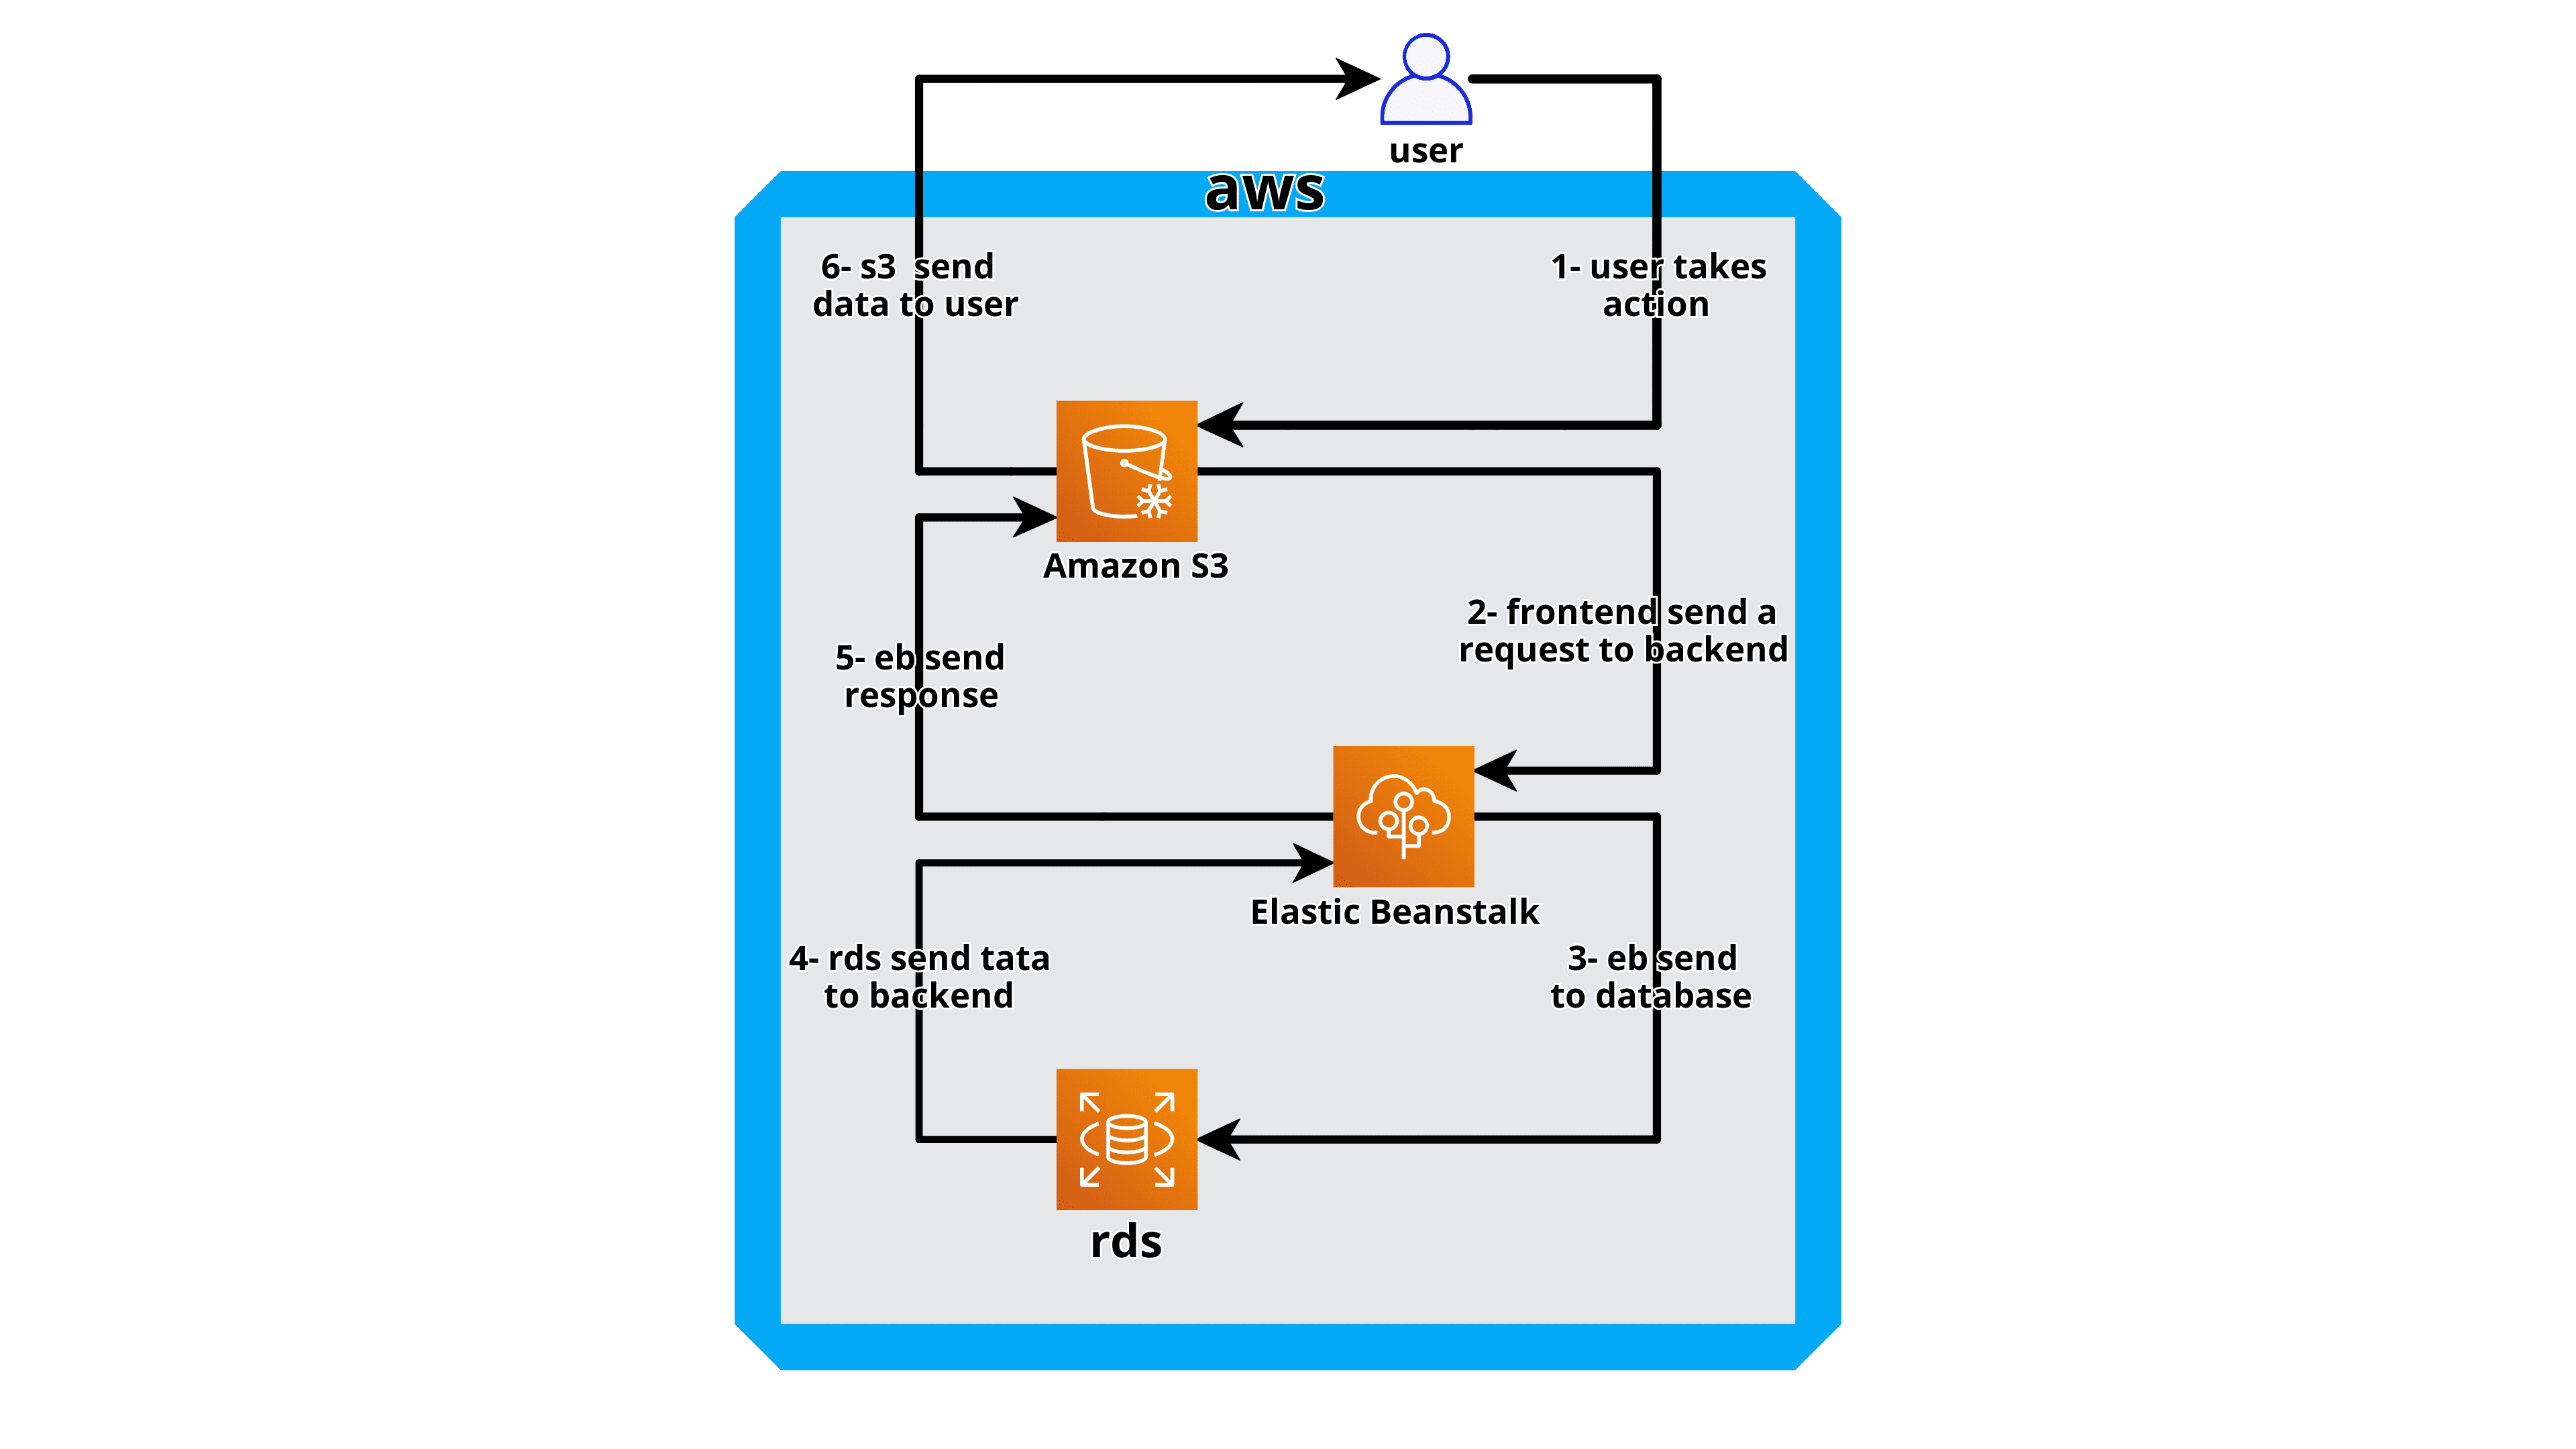 user
aws
6- s3 send
data to user
1- user takes
action
Amazon S3
2- frontend send a
request to backend
5- eb send
response
Elastic Beanstalk
4- rds send tata
to backend
3- eb send
to database
rds